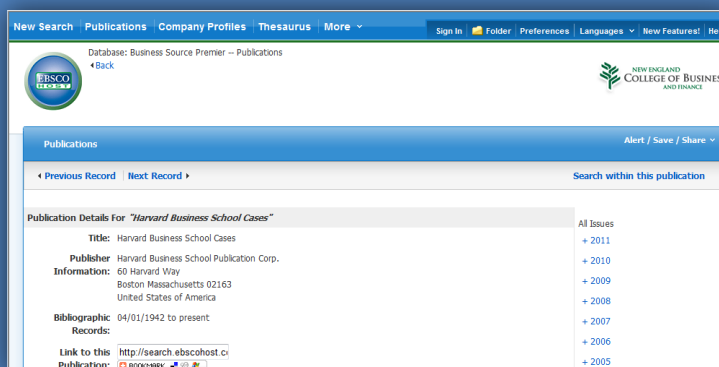 New Search Publications Company Profiles Thesaurus More
Sign In Folder Preferences Languages New Features!
Database: Business Source Premier -- Publications
Back
EBSCO
HOST
NEW ENGLAND
COLLEGE OF BUSINES
AND FINANCE
Publications
Alert / Save / Share
Previous Record Next Record
Search within this publication
Publication Details For "Harvard Business School Cases"
All Issues
Title: Harvard Business School Cases
+ 2011
Publisher Information: Harvard Business School Publication Corp.
60 Harvard Way
Boston Massachusetts 02163
United States of America
+ 2010
+ 2009
+ 2008
Bibliographic Records: 04/01/1942 to present
+ 2007
+ 2006
Link to this Publication: http://search.ebscohost.c
BOOKMARK
+ 2005